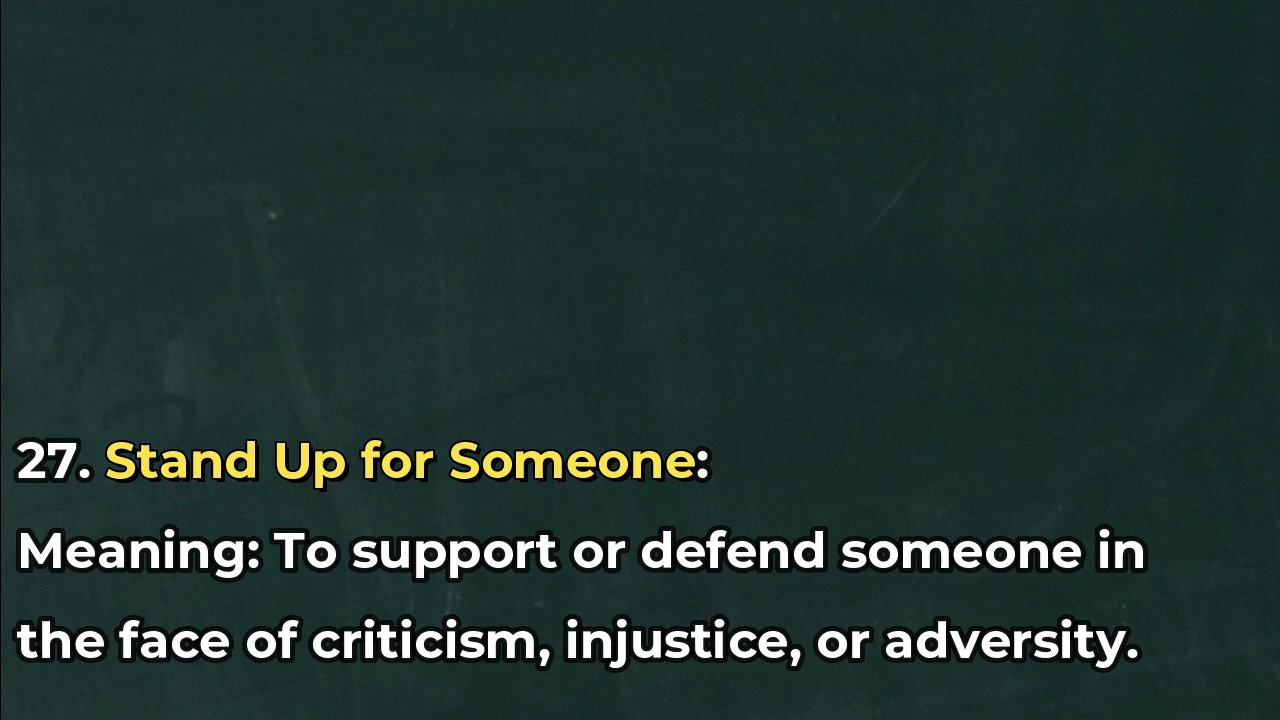 27. Stand Up for Someone:
Meaning: To support or defend someone in
the face of criticism, injustice, or adversity.